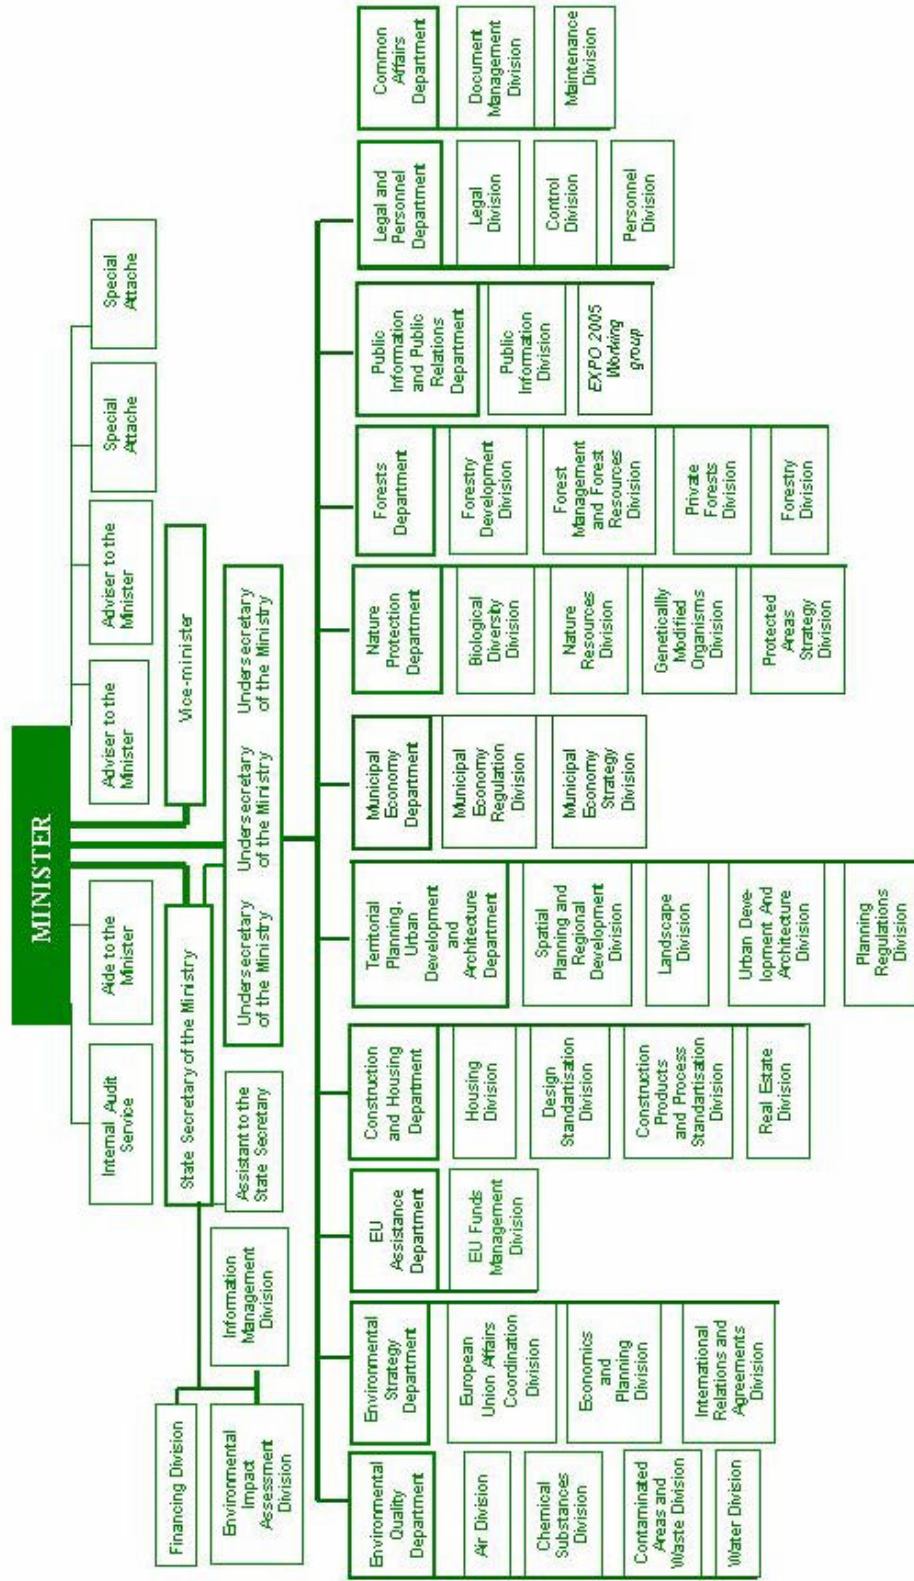 MINISTER
Internal Audit
Service
Aide to the
Minister
Adviser to the
Minister
Adviser to the
Minister
Special
Attache
Special
Attache
State Secretary of the Ministry
Vice-minister
Assistant to the
State Secretary
Undersecretary
of the Ministry
Undersecretary
of the Ministry
Undersecretary
of the Ministry
Financing Division
Environmental
Impact
Assessment
Division
Information
Management
Division
Environmental
Quality
Department
Air Division
Chemical
Substances
Division
Contaminated
Areas and
Waste Division
Water Division
Environmental
Strategy
Department
European
Union Affairs
Coordination
Division
Economics
and
Planning
Division
International
Relations and
Agreements
Division
EU
Assistance
Department
EU Funds
Management
Division
Construction
and Housing
Department
Housing
Division
Design
Standartisation
Division
Construction
Products
and Process
Standartisation
Division
Real Estate
Division
Territorial
Planning,
Urban
Development
and
Architecture
Department
Spatial
Planning and
Regional
Development
Division
Landscape
Division
Urban Deve-
lopment And
Architecture
Division
Planning
Regulations
Division
Municipal
Economy
Department
Municipal
Economy
Regulation
Division
Municipal
Economy
Strategy
Division
Nature
Protection
Department
Biological
Diversity
Division
Nature
Resources
Division
Geneticallly
Modified
Organisms
Division
Protected
Areas
Strategy
Division
Forests
Department
Forestry
Development
Division
Forest
Management
and Forest
Resources
Division
Private
Forests
Division
Forestry
Division
Public
Information
and Public
Relations
Department
Public
Information
Division
EXPO 2005
Working
group
Legal and
Personnel
Department
Legal
Division
Control
Division
Personnel
Division
Common
Affairs
Department
Document
Management
Division
Maintenance
Division